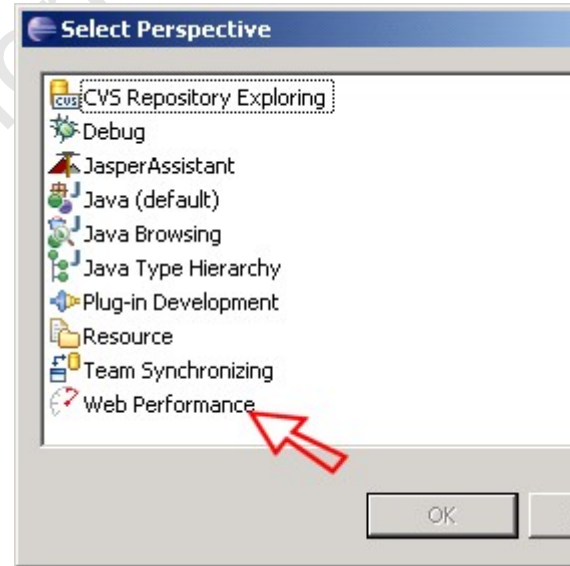 Select Perspective
CVS Repository Exploring
Debug
JasperAssistant
Java (default)
Java Browsing
Java Type Hierarchy
Plug-in Development
Resource
Team Synchronizing
Web Performance
OK